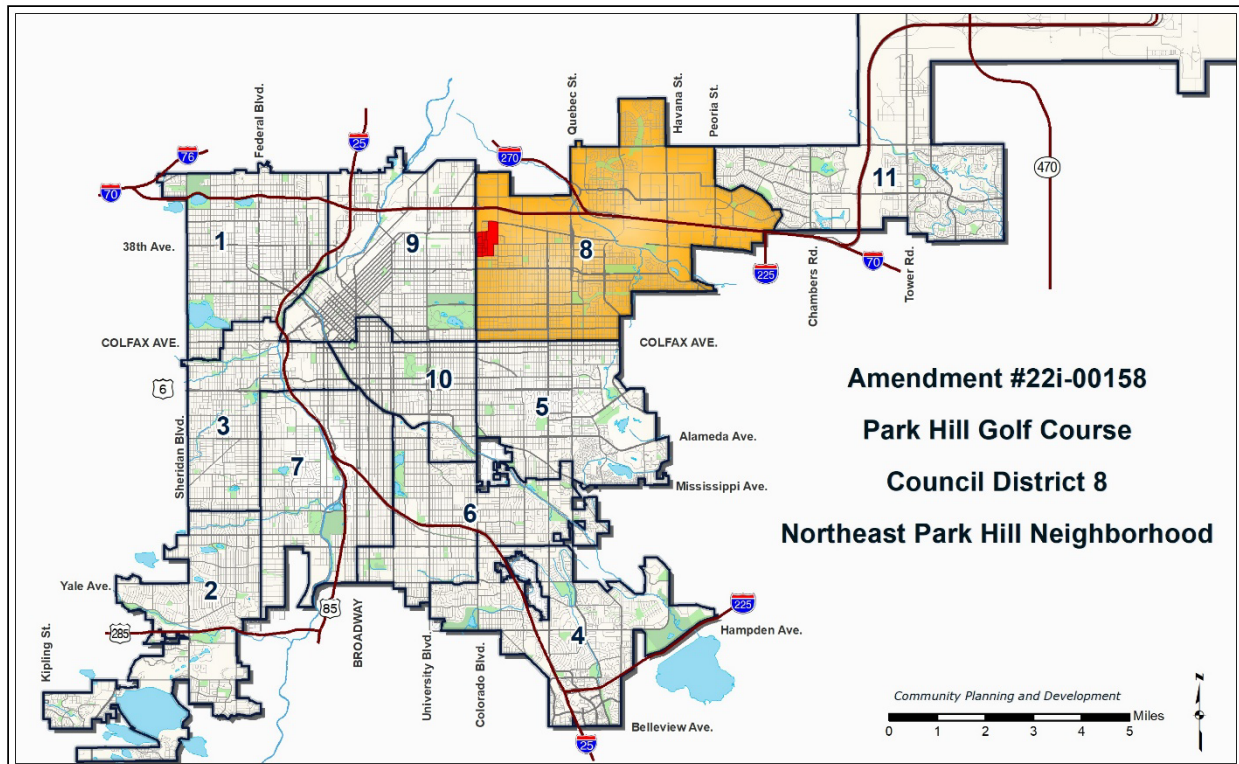 Federal Blvd.
25
Quebec St.
Havana St.
Peoria St.
76
270
70
470
11
38th Ave.
1
9
8
225
70
Chambers Rd.
Tower Rd.
COLFAX AVE.
COLFAX AVE.
6
10
Amendment #22i-00158
Park Hill Golf Course
Council District 8
Northeast Park Hill Neighborhood
3
5
Sheridan Blvd.
Alameda Ave.
7
Mississippi Ave.
6
Yale Ave.
2
85
225
285
Hampden Ave.
4
Kipling St.
BROADWAY
University Blvd.
Colorado Blvd.
Belleview Ave.
25
Community Planning and Development
Miles
0 1 2 3 4 5
N